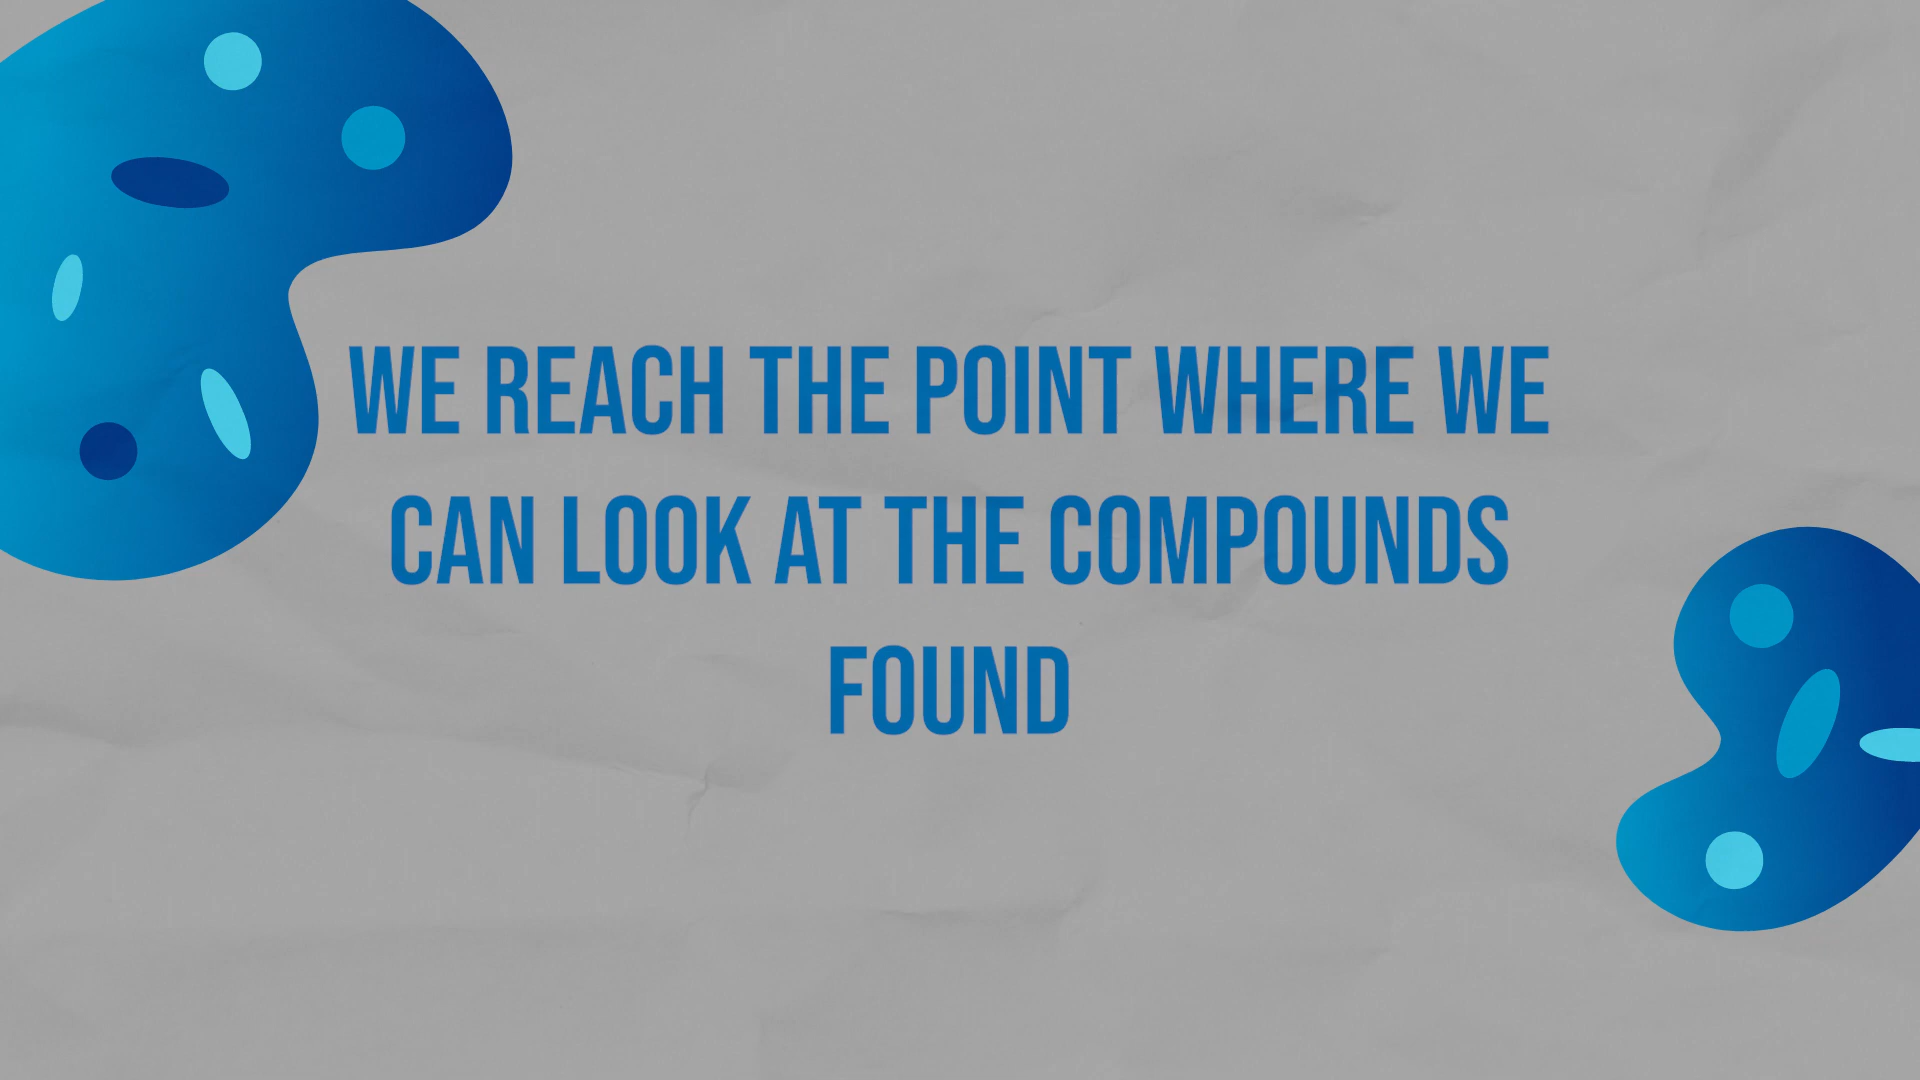 WE REACH THE POINT WHERE WE
CAN LOOK AT THE COMPOUNDS
FOUND